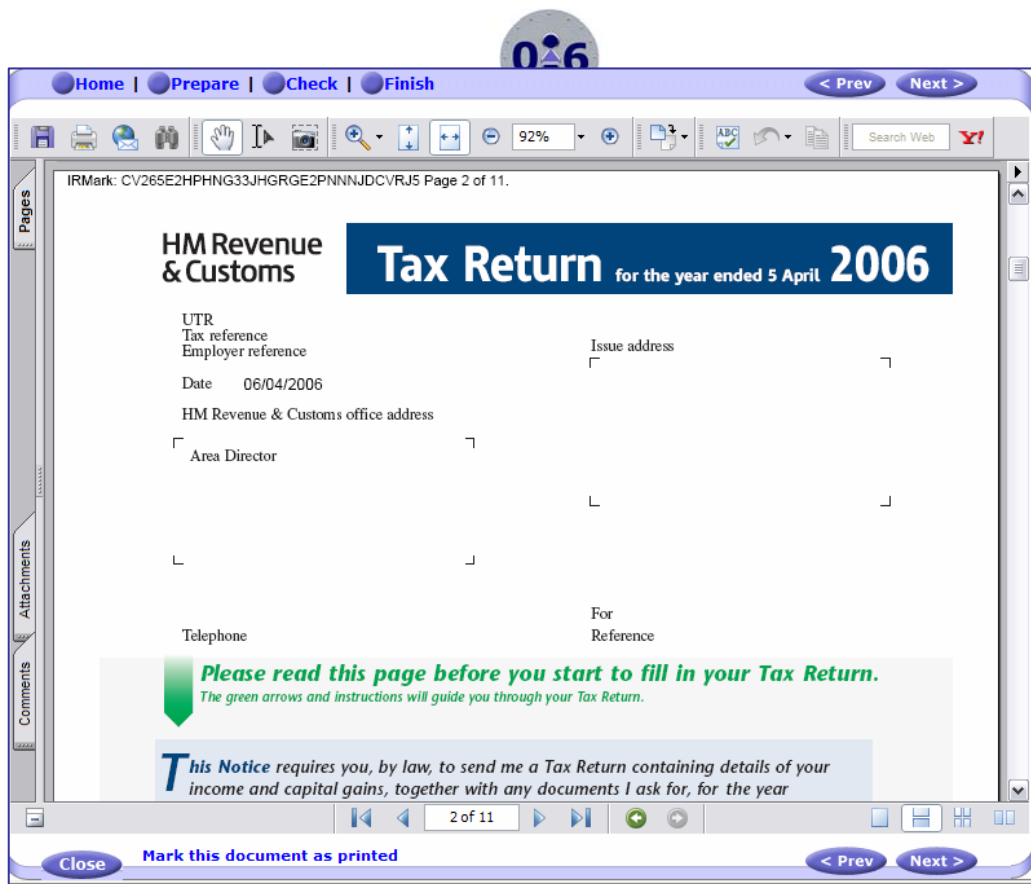 06
Home | Prepare | Check | Finish
< Prev Next >
92%
ABC
Search Web
Y!
Pages
Attachments
Comments
IRMark: CV265E2HPHNG33JHGRGE2PNNNJDCVRJ5 Page 2 of 11.
HM Revenue
& Customs
Tax Return for the year ended 5 April 2006
UTR
Tax reference
Employer reference
Issue address
Date 06/04/2006
HM Revenue & Customs office address
Area Director
For
Telephone
Reference
Please read this page before you start to fill in your Tax Return.
The green arrows and instructions will guide you through your Tax Return.
This Notice requires you, by law, to send me a Tax Return containing details of your
income and capital gains, together with any documents I ask for, for the year
2 of 11
Close
Mark this document as printed
< Prev Next >